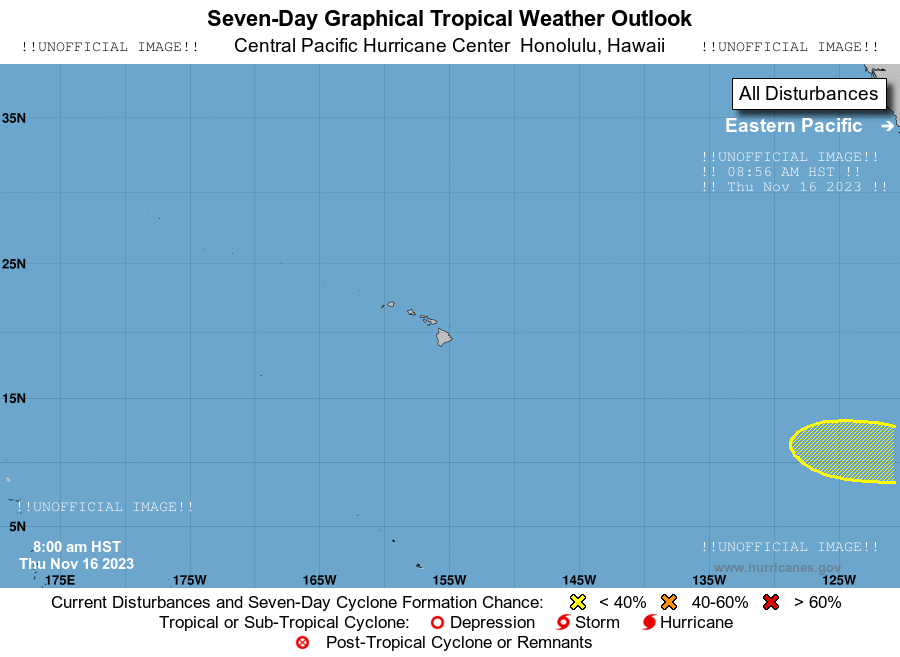 Seven-Day Graphical Tropical Weather Outlook
!!UNOFFICIAL IMAGE!! Central Pacific Hurricane Center Honolulu, Hawaii !!UNOFFICIAL IMAGE!!
All Disturbances
35N
Eastern Pacific
!!UNOFFICIAL IMAGE!!
!! 08:56 AM HST !!
!! Thu Nov 16 2023 !!
25N
15N
!!UNOFFICIAL IMAGE!!
5N
8:00 am HST
Thu Nov 16 2023
!!UNOFFICIAL IMAGE!!
www.hurricanes.gov
175E 175W 165W 155W 145W 135W 125W
Current Disturbances and Seven-Day Cyclone Formation Chance: < 40% 40-60% > 60%
Tropical or Sub-Tropical Cyclone: Depression Storm Hurricane
Post-Tropical Cyclone or Remnants